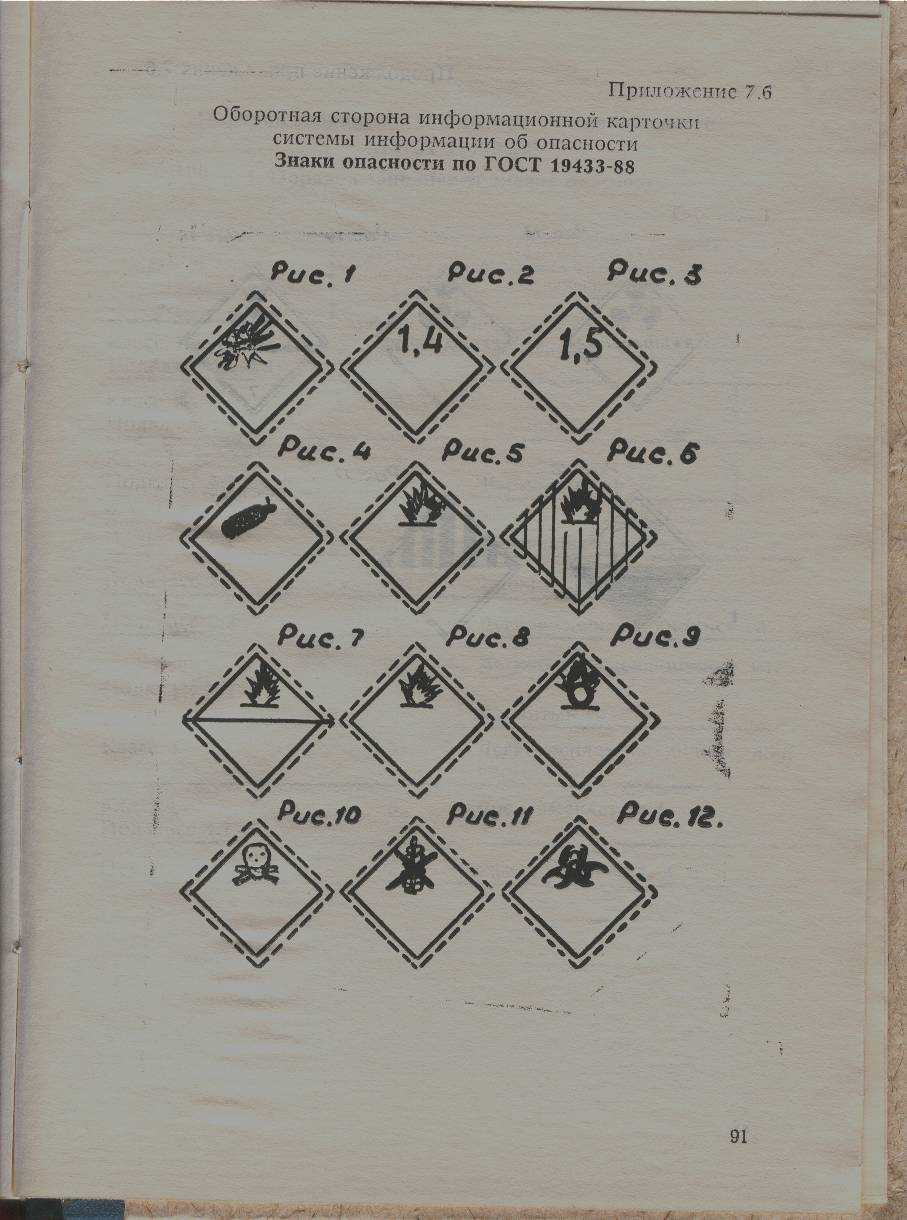 Приложение 7.6
Оборотная сторона информационной карточки
системы информации об опасности
Знаки опасности по ГОСТ 19433-88
Рис. 1 Рис. 2 Рис. 3
1,4 1,5
Рис. 4 Рис. 5 Рис. 6
Рис. 7 Рис. 8 Рис. 9
Рис. 10 Рис. 11 Рис. 12.
91